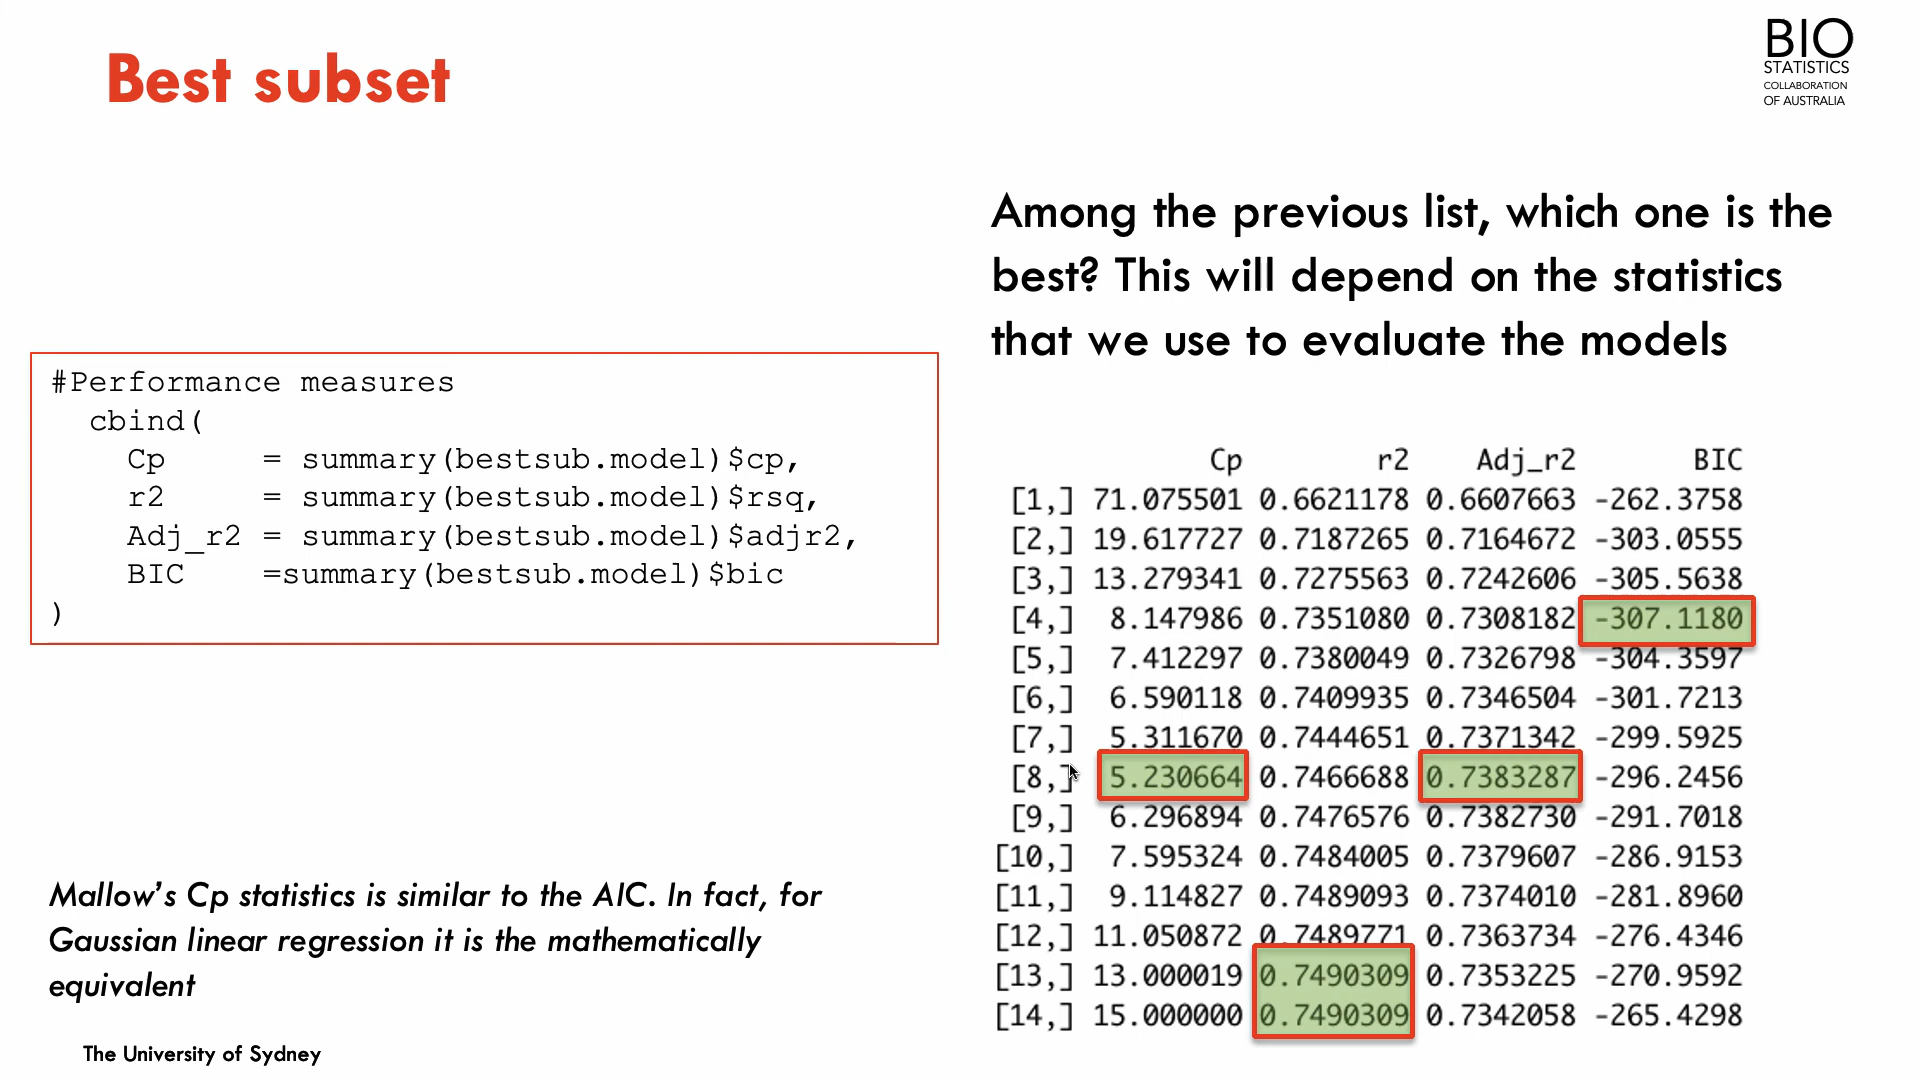 Best subset
BIO
STATISTICS
COLLABORATION
OF AUSTRALIA
Among the previous list, which one is the
best? This will depend on the statistics
that we use to evaluate the models
#Performance measures
cbind(
Cp = summary(bestsub.model)$cp,
r2 = summary(bestsub.model)$rsq,
Adj_r2 = summary(bestsub.model)$adjr2,
BIC =summary(bestsub.model)$bic
)
Cp r2 Adj_r2 BIC
[1,] 71.075501 0.6621178 0.6607663 -262.3758
[2,] 19.617727 0.7187265 0.7164672 -303.0555
[3,] 13.279341 0.7275563 0.7242606 -305.5638
[4,] 8.147986 0.7351080 0.7308182 -307.1180
[5,] 7.412297 0.7380049 0.7326798 -304.3597
[6,] 6.590118 0.7409935 0.7346504 -301.7213
[7,] 5.311670 0.7444651 0.7371342 -299.5925
[8,] 5.230664 0.7466688 0.7383287 -296.2456
[9,] 6.296894 0.7476576 0.7382730 -291.7018
[10,] 7.595324 0.7484005 0.7379607 -286.9153
[11,] 9.114827 0.7489093 0.7374010 -281.8960
[12,] 11.050872 0.7489771 0.7363734 -276.4346
[13,] 13.000019 0.7490309 0.7353225 -270.9592
[14,] 15.000000 0.7490309 0.7342058 -265.4298
Mallow's Cp statistics is similar to the AIC. In fact, for
Gaussian linear regression it is the mathematically
equivalent
The University of Sydney